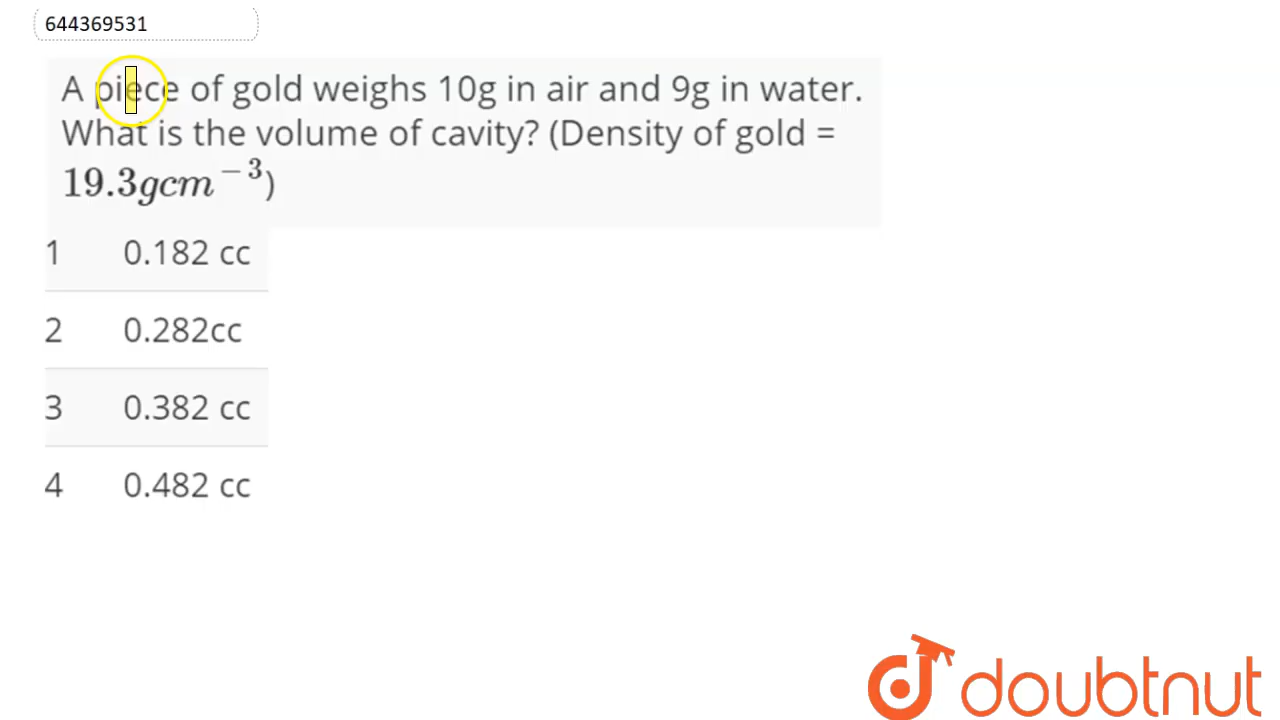 644369531
A piece of gold weighs 10g in air and 9g in water.
What is the volume of cavity? (Density of gold =
19.3gcm⁻³)
1 0.182 cc
2 0.282cc
3 0.382 cc
4 0.482 cc
doubtnut